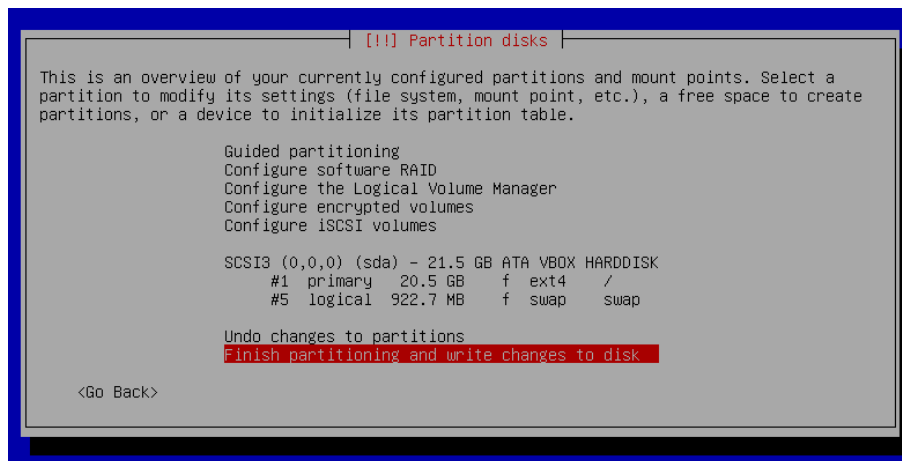 [!!] Partition disks
This is an overview of your currently configured partitions and mount points. Select a
partition to modify its settings (file system, mount point, etc.), a free space to create
partitions, or a device to initialize its partition table.
Guided partitioning
Configure software RAID
Configure the Logical Volume Manager
Configure encrypted volumes
Configure iSCSI volumes
SCSI3 (0,0,0) (sda) - 21.5 GB ATA VBOX HARDDISK
#1 primary 20.5 GB f ext4 /
#5 logical 922.7 MB f swap swap
Undo changes to partitions
Finish partitioning and write changes to disk
<Go Back>